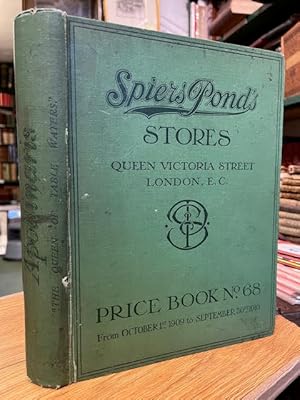 Spiers & Pond's
STORES
QUEEN VICTORIA STREET
LONDON, E.C.
SP
PRICE BOOK No. 68
From OCTOBER 1st 1909 to SEPTEMBER 30th 1910
Apollinaris
"THE QUEEN OF TABLE WATERS."